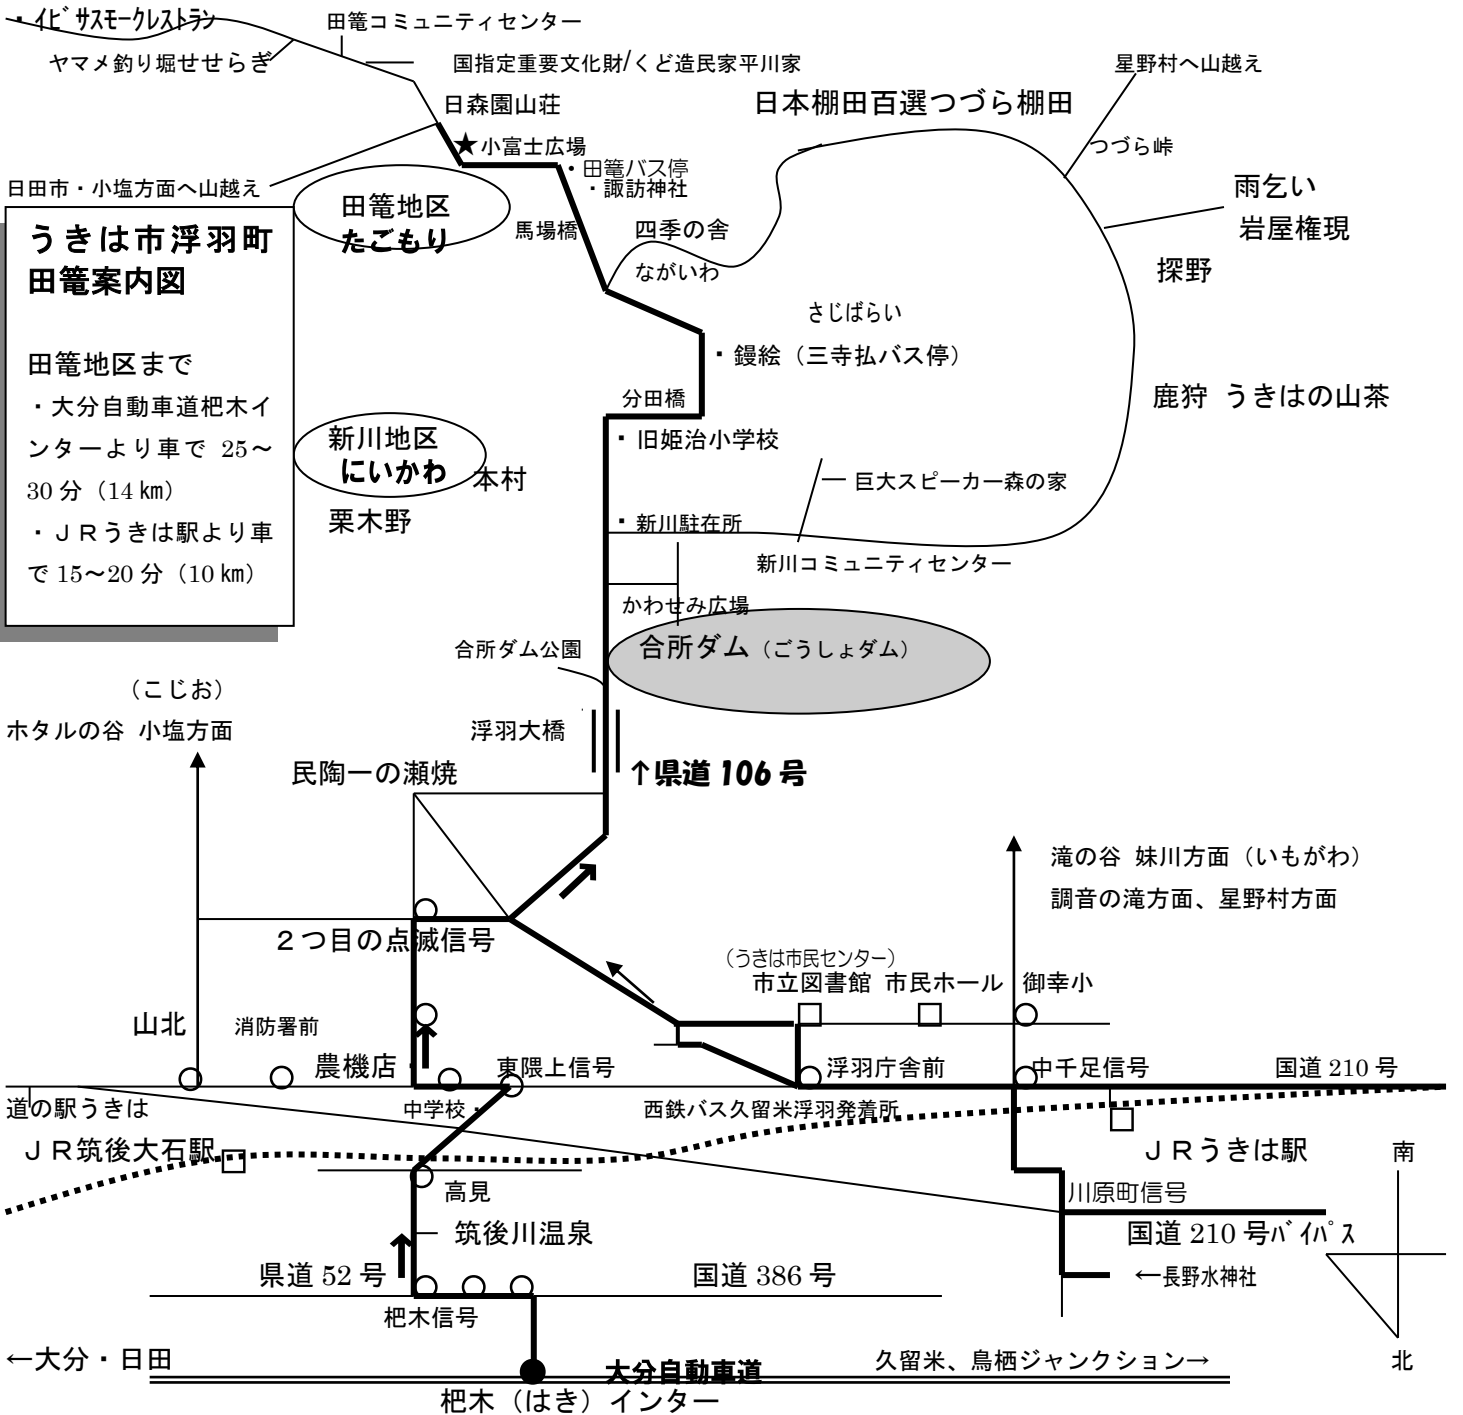 ・イビサスモークレストラン
田篭コミュニティセンター
ヤマメ釣り堀せせらぎ
国指定重要文化財/くど造民家平川家
星野村へ山越え
日森園山荘
日本棚田百選つづら棚田
★小富士広場
つづら峠
・田篭バス停
日田市・小塩方面へ山越え
・諏訪神社
雨乞い
岩屋権現
田篭地区
たごもり
馬場橋
四季の舎
ながいわ
探野
うきは市浮羽町
田篭案内図
田篭地区まで
・大分自動車道杷木イ
ンターより車で 25～
30 分（14 ㎞）
・ＪＲうきは駅より車
で 15～20 分（10 ㎞）
さじばらい
・鏝絵（三寺払バス停）
分田橋
鹿狩 うきはの山茶
新川地区
にいかわ
本村
栗木野
・旧姫治小学校
巨大スピーカー森の家
・新川駐在所
新川コミュニティセンター
かわせみ広場
合所ダム公園
合所ダム（ごうしょダム）
（こじお）
ホタルの谷 小塩方面
浮羽大橋
民陶一の瀬焼
↑県道 106 号
滝の谷 妹川方面（いもがわ）
調音の滝方面、星野村方面
２つ目の点滅信号
（うきは市民センター）
市立図書館 市民ホール 御幸小
山北
消防署前
農機店・
東隈上信号
浮羽庁舎前
中千足信号
国道 210 号
道の駅うきは
中学校・
西鉄バス久留米浮羽発着所
ＪＲ筑後大石駅
ＪＲうきは駅
南
高見
川原町信号
筑後川温泉
国道 210 号バイパス
県道 52 号
国道 386 号
←長野水神社
杷木信号
←大分・日田
大分自動車道
久留米、鳥栖ジャンクション→
北
杷木（はき）インター